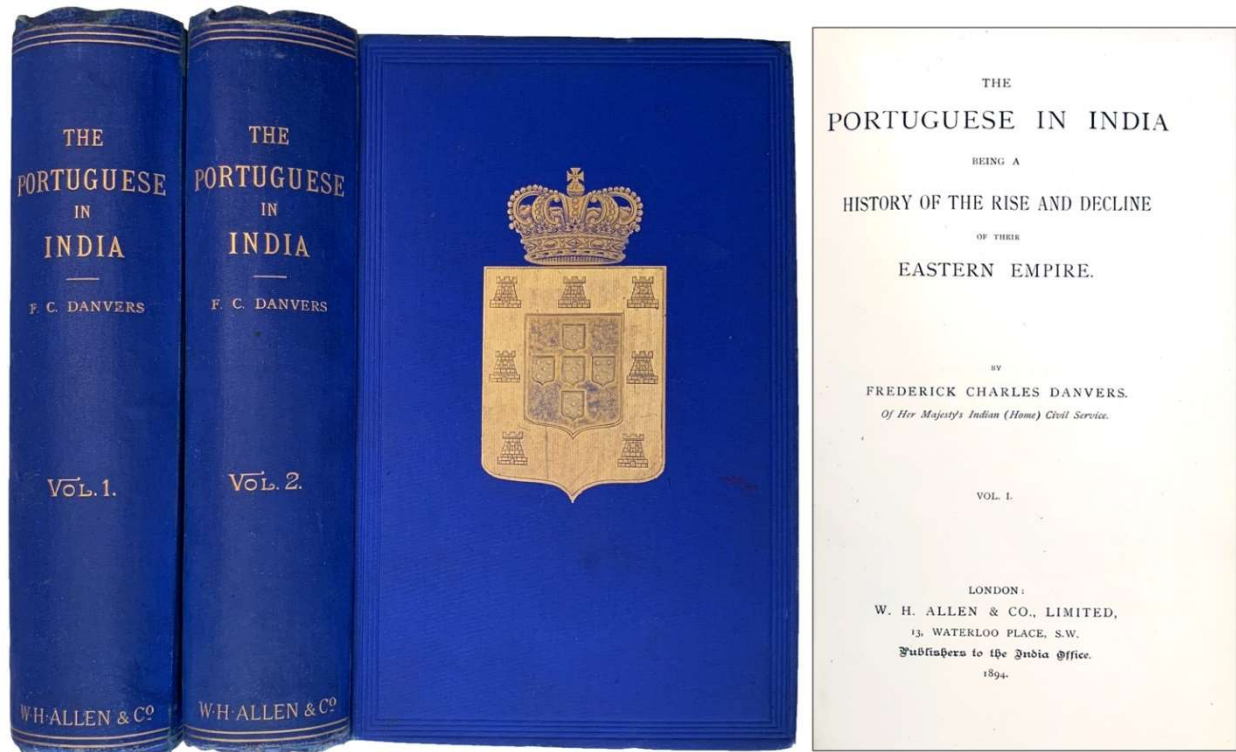 THE
PORTUGUESE
IN
INDIA
F. C. DANVERS
VOL. 1.
W. H. ALLEN & Co
THE
PORTUGUESE
IN
INDIA
F. C. DANVERS
VOL. 2.
W. H. ALLEN & Co
THE
PORTUGUESE IN INDIA
BEING A
HISTORY OF THE RISE AND DECLINE
OF THEIR
EASTERN EMPIRE.
BY
FREDERICK CHARLES DANVERS.
Of Her Majesty's Indian (Home) Civil Service.
VOL. I.
LONDON:
W. H. ALLEN & CO., LIMITED,
13, WATERLOO PLACE, S.W.
Publishers to the India Office.
1894.